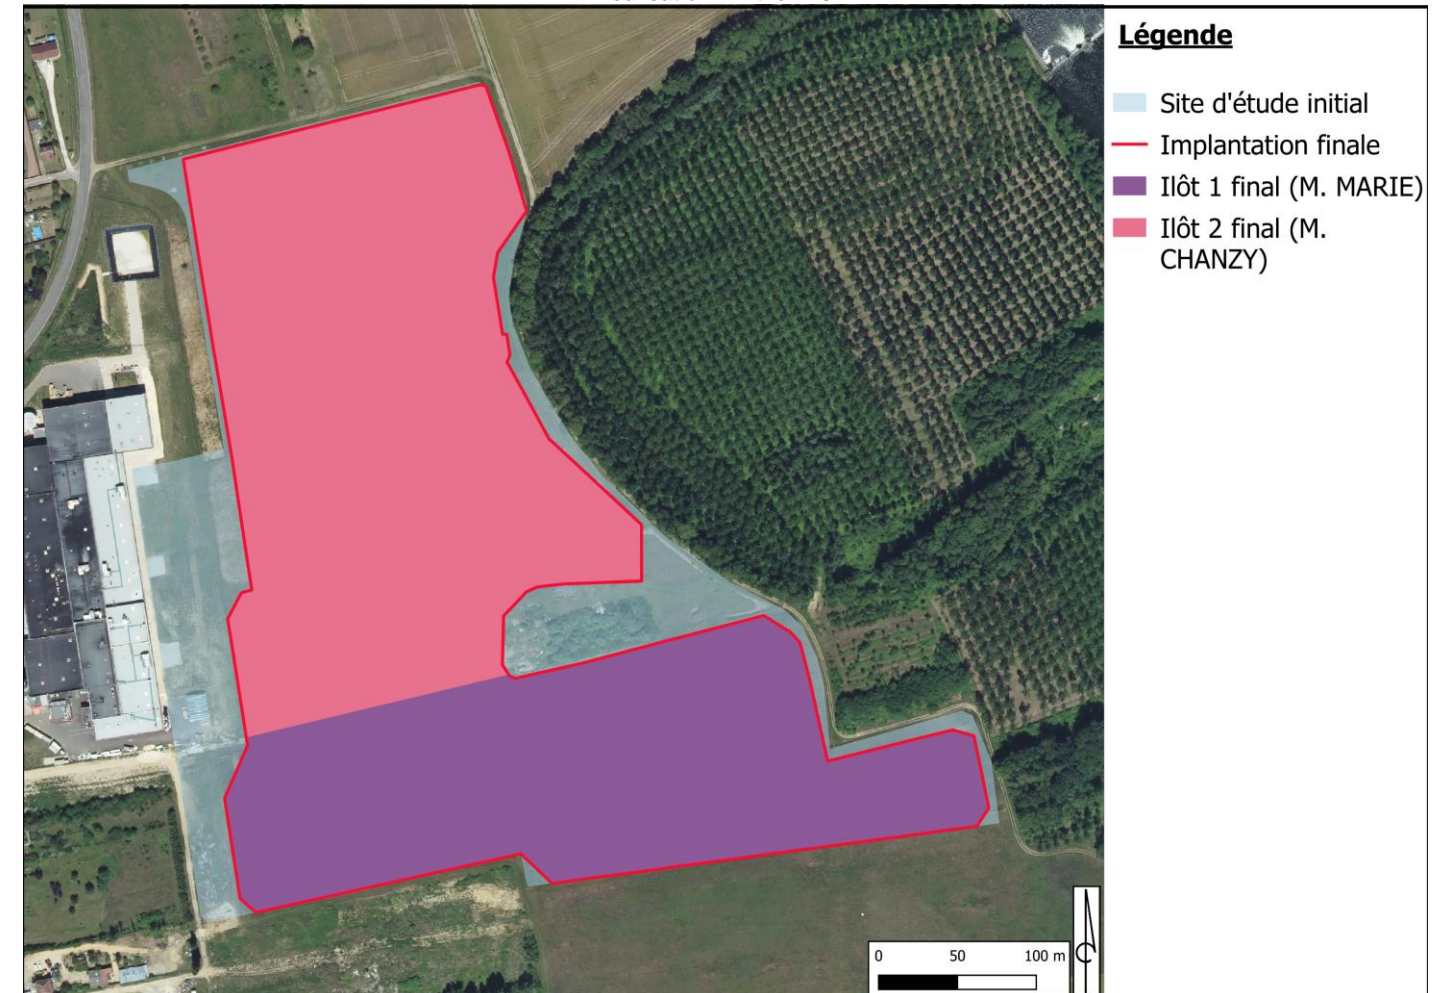 Légende
Site d'étude initial
Implantation finale
Ilôt 1 final (M. MARIE)
Ilôt 2 final (M.
CHANZY)
0 50 100 m